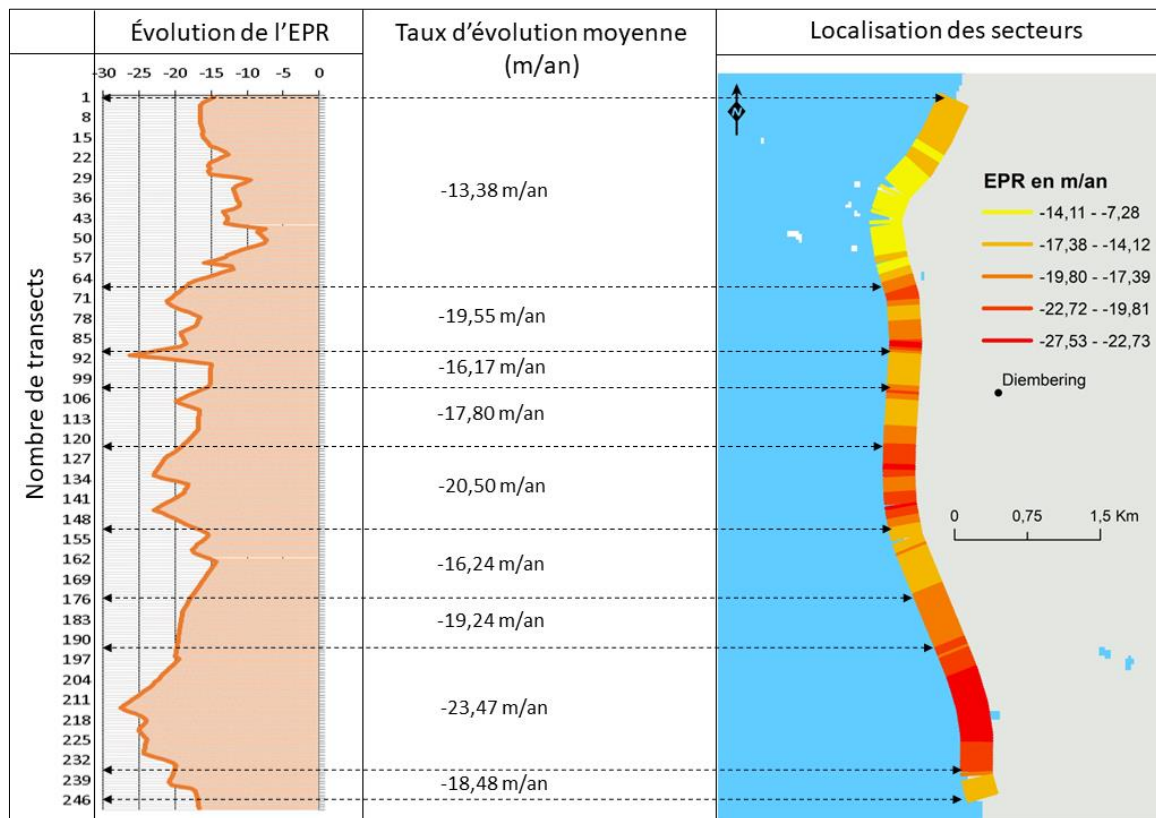 Évolution de l’EPR
Taux d’évolution moyenne
(m/an)
Localisation des secteurs
-30 -25 -20 -15 -10 -5 0
Nombre de transects
1
8
15
22
29
36
43
50
57
64
71
78
85
92
99
106
113
120
127
134
141
148
155
162
169
176
183
190
197
204
211
218
225
232
239
246
-13,38 m/an
-19,55 m/an
-16,17 m/an
-17,80 m/an
-20,50 m/an
-16,24 m/an
-19,24 m/an
-23,47 m/an
-18,48 m/an
N
EPR en m/an
-14,11 - -7,28
-17,38 - -14,12
-19,80 - -17,39
-22,72 - -19,81
-27,53 - -22,73
Diembering
0 0,75 1,5 Km